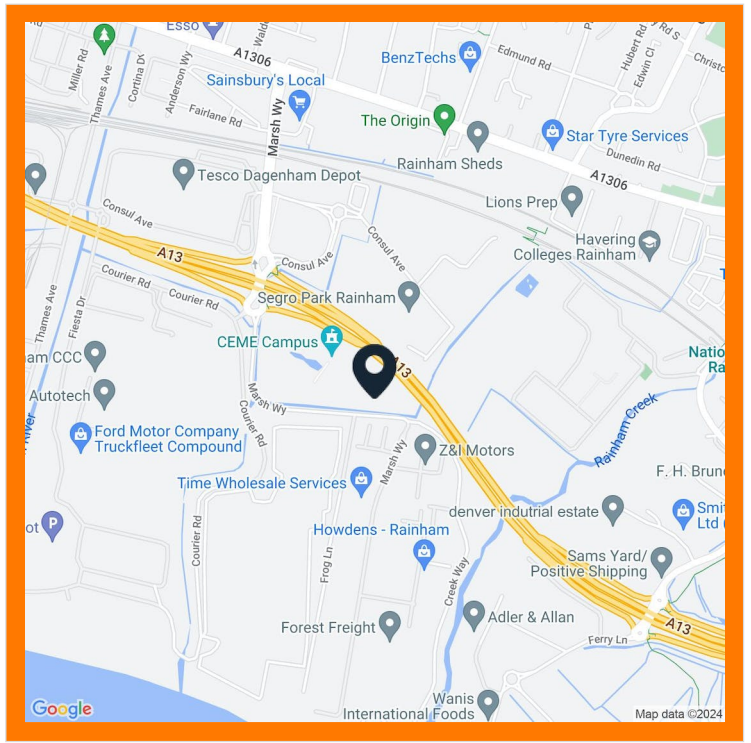 Esso
A1306
Miller Rd
Thames Ave
Cortina Dr
Anderson Wy
Sainsbury's Local
Fairlane Rd
Marsh Wy
BenzTechs
Edmund Rd
Hubert Rd
Edwin Cl
The Origin
Star Tyre Services
Rainham Sheds
Dunedin Rd
A1306
Tesco Dagenham Depot
Lions Prep
Consul Ave
Havering
Colleges Rainham
A13
Consul Ave
Consul Ave
Courier Rd
Courier Rd
Segro Park Rainham
Thames Ave
Fiesta Dr
CEME Campus
A13
am CCC
Autotech
Marsh Wy
Rainham Creek
Ford Motor Company
Truckfleet Compound
Courier Rd
Marsh Wy
Z&I Motors
F. H. Brun
Time Wholesale Services
denver indutrial estate
Smi
Ltd
Howdens - Rainham
Courier Rd
Frog Ln
Sams Yard/
Positive Shipping
Creek Way
Forest Freight
Adler & Allan
A13
Ferry Ln
Wanis
International Foods
Google
Map data ©2024